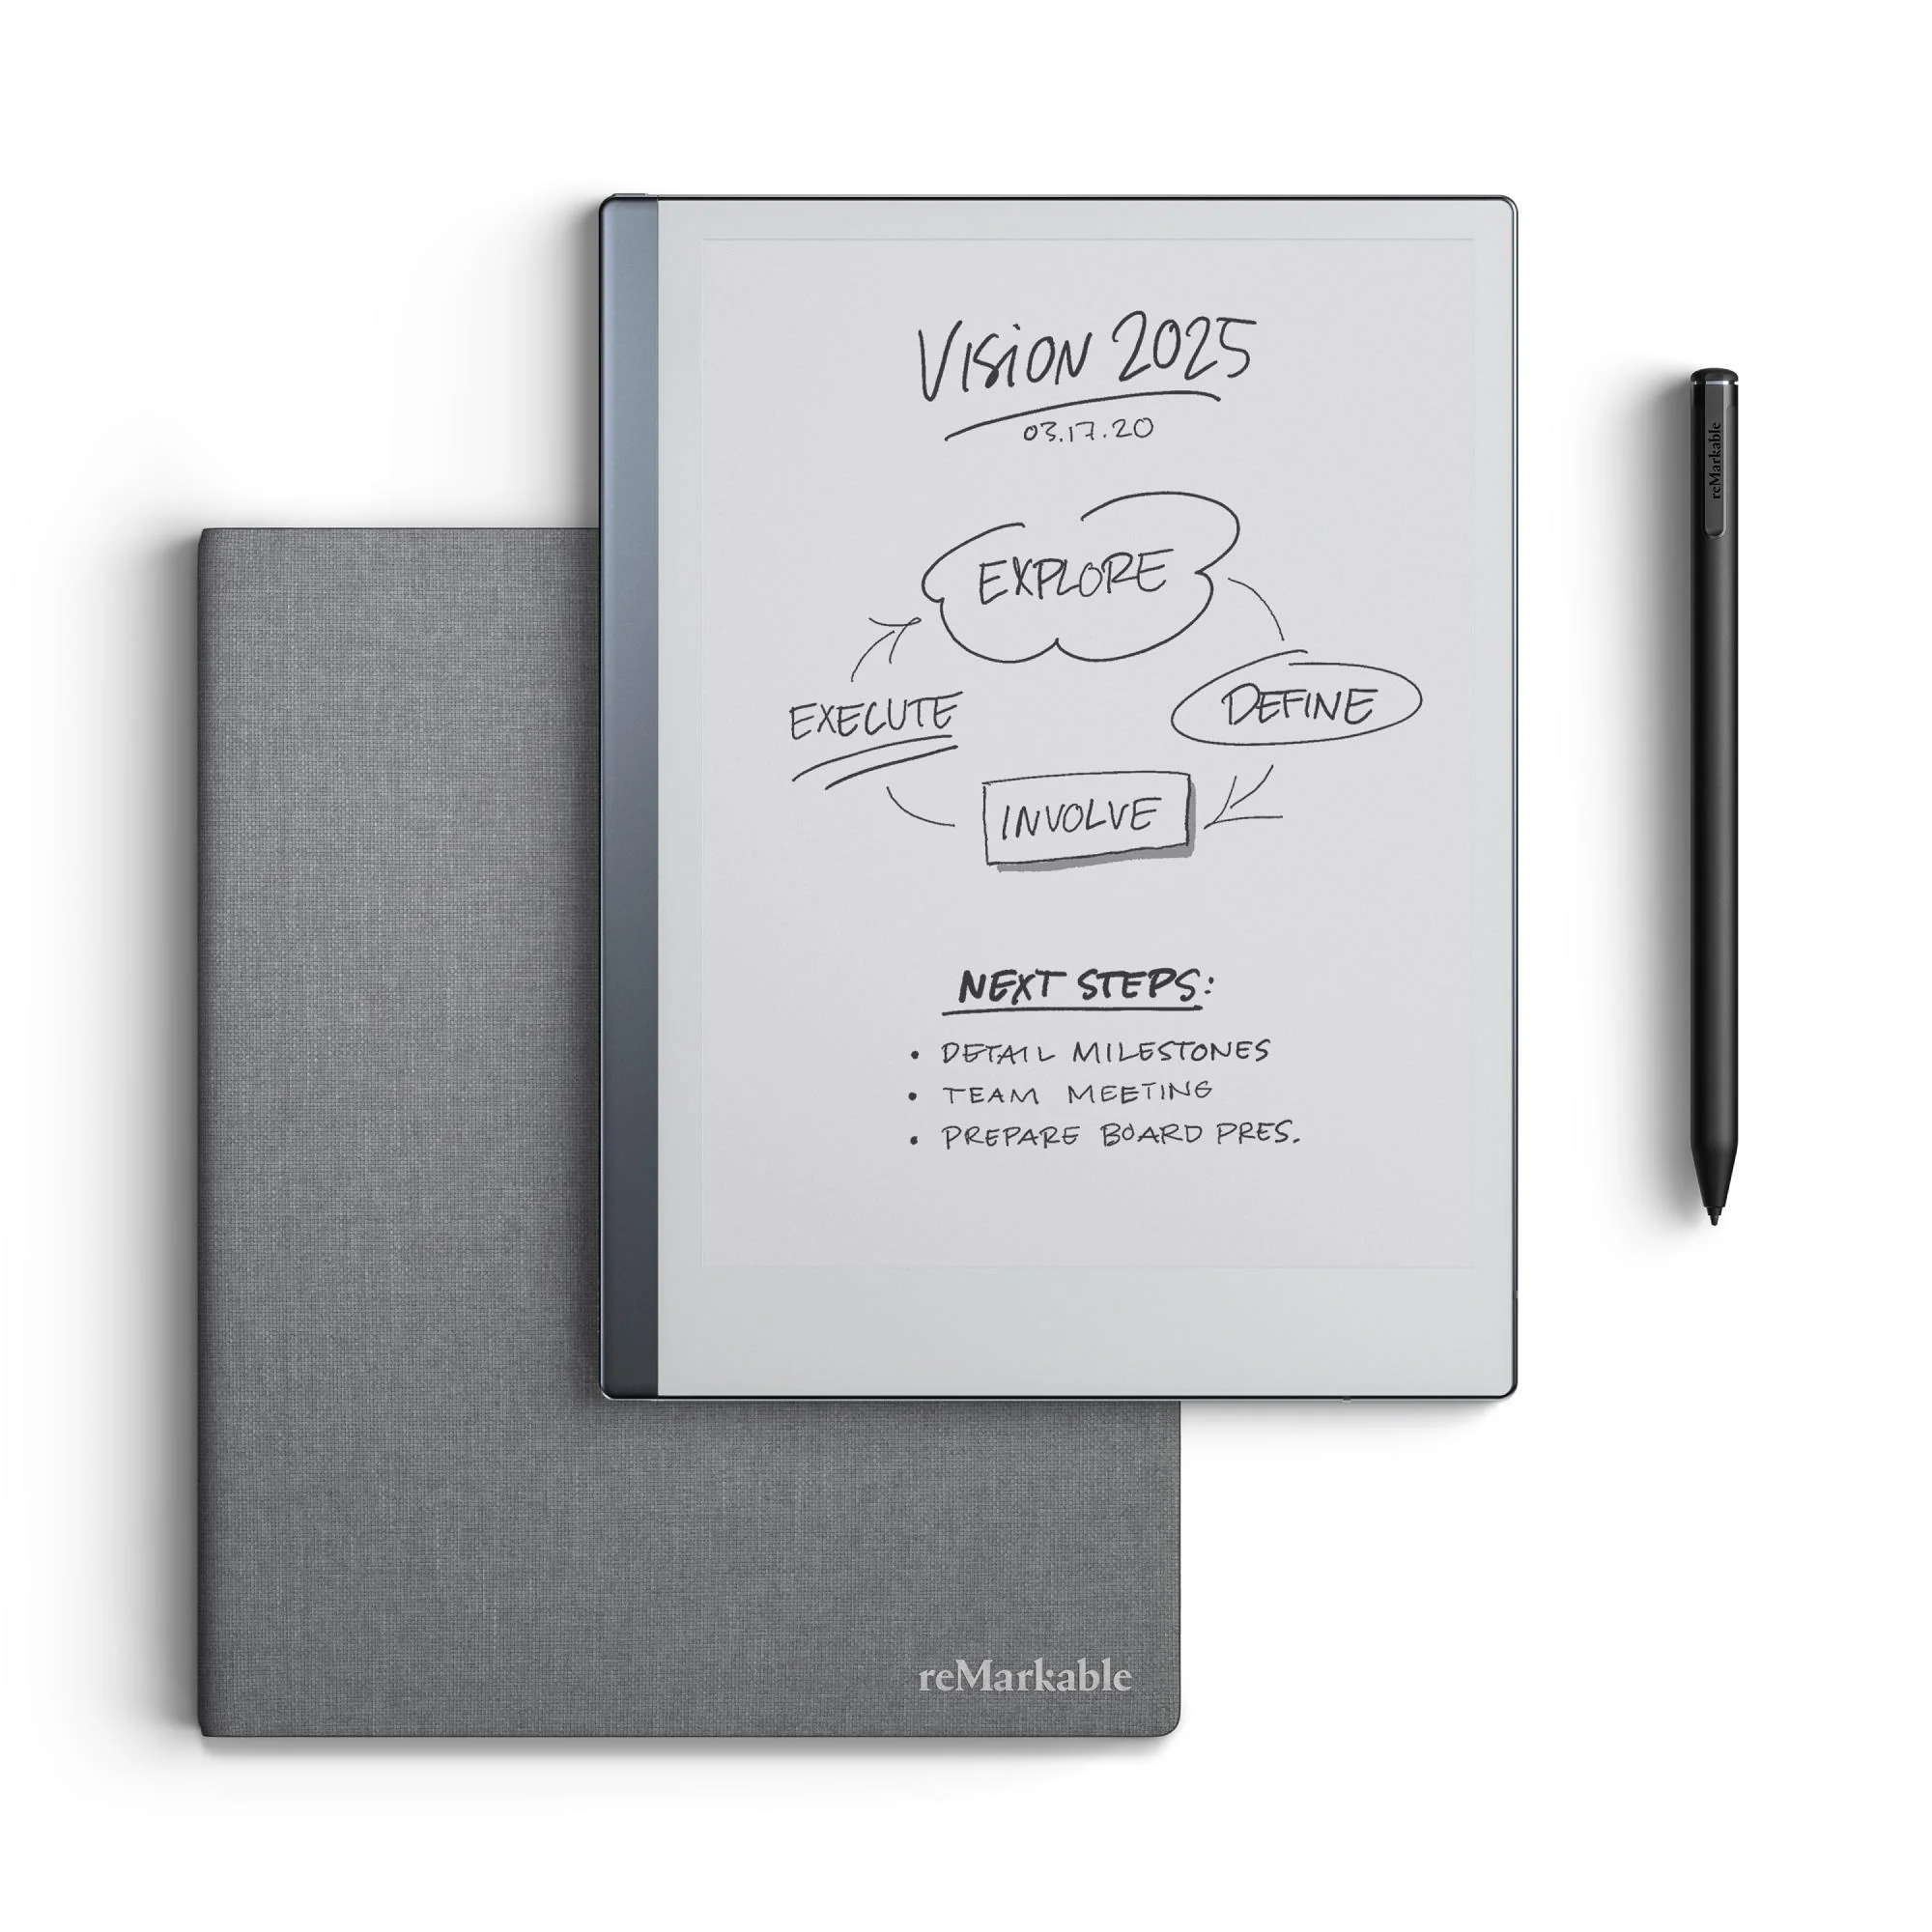 VISION 2025
03.17.20
EXPLORE
DEFINE
EXECUTE
INVOLVE
NEXT STEPS:
• DETAIL MILESTONES
• TEAM MEETING
• PREPARE BOARD PRES.
reMarkable
reMarkable